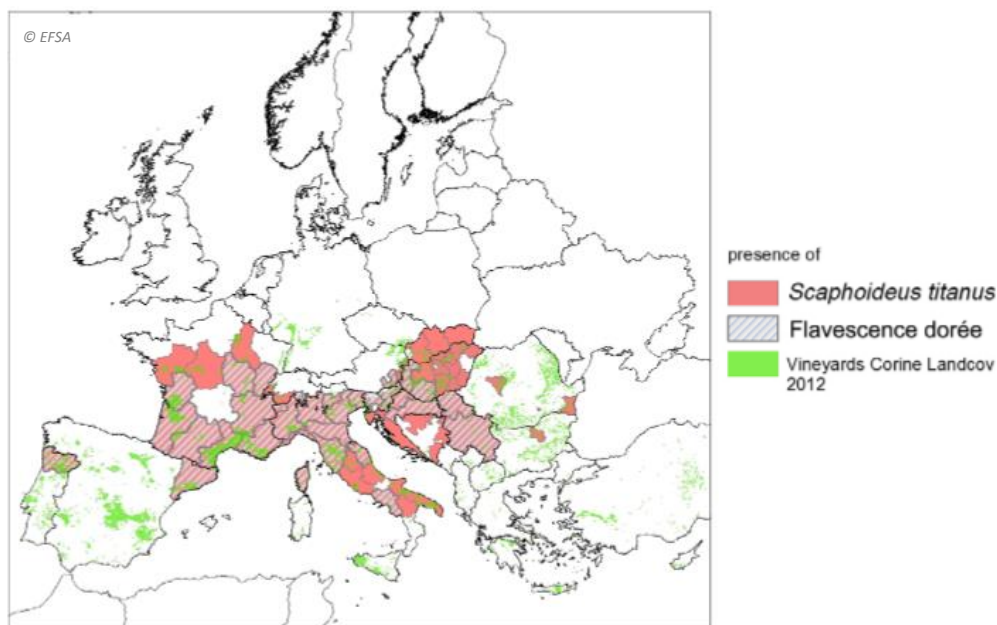 © EFSA
presence of
Scaphoideus titanus
Flavescence dorée
Vineyards Corine Landcov
2012